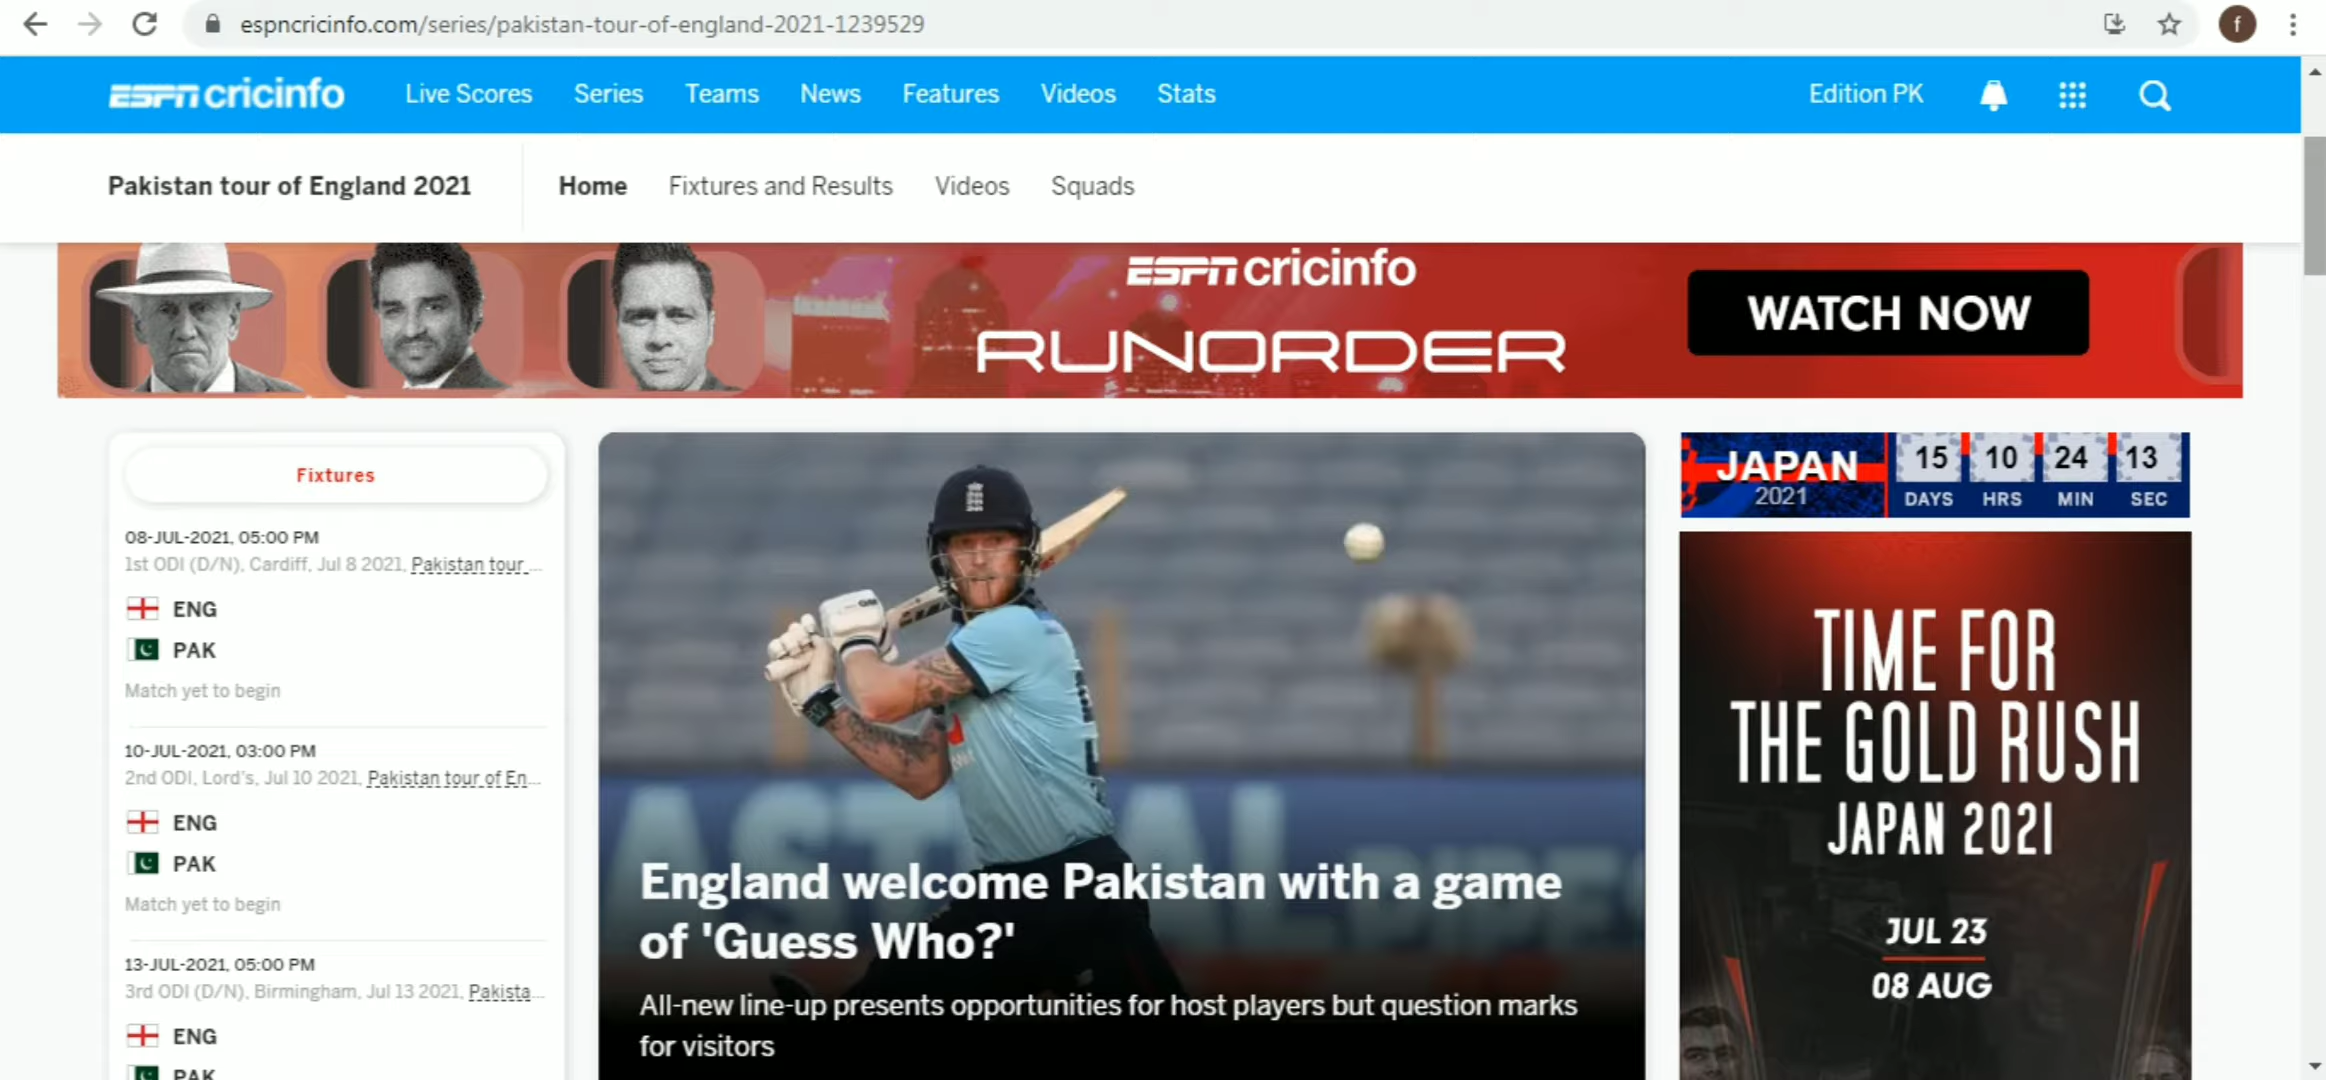 espncricinfo.com/series/pakistan-tour-of-england-2021-1239529
f
ESPN cricinfo
Live Scores
Series
Teams
News
Features
Videos
Stats
Edition PK
Pakistan tour of England 2021
Home
Fixtures and Results
Videos
Squads
ESPN cricinfo
RUNORDER
WATCH NOW
Fixtures
08-JUL-2021, 05:00 PM
1st ODI (D/N), Cardiff, Jul 8 2021, Pakistan tour ...
ENG
PAK
Match yet to begin
10-JUL-2021, 03:00 PM
2nd ODI, Lord's, Jul 10 2021, Pakistan tour of En...
ENG
PAK
Match yet to begin
13-JUL-2021, 05:00 PM
3rd ODI (D/N), Birmingham, Jul 13 2021, Pakista...
ENG
PAK
England welcome Pakistan with a game
of 'Guess Who?'
All-new line-up presents opportunities for host players but question marks
for visitors
JAPAN
2021
15 10 24 13
DAYS HRS MIN SEC
TIME FOR
THE GOLD RUSH
JAPAN 2021
JUL 23
08 AUG